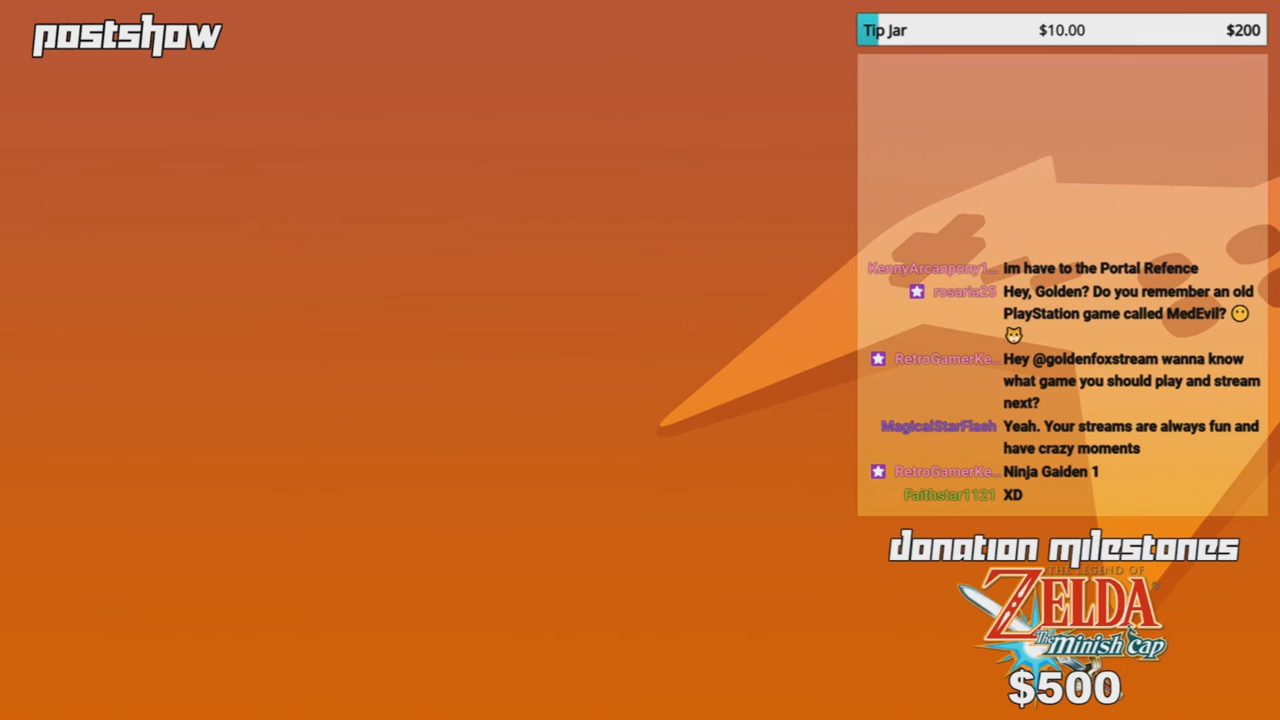 postshow
Tip Jar $10.00 $200
KennyArcanpony1... im have to the Portal Refence
rosaria25 Hey, Golden? Do you remember an old
PlayStation game called MedEvil?
RetroGamerKe... Hey @goldenfoxstream wanna know
what game you should play and stream
next?
MagicalStarFlash Yeah. Your streams are always fun and
have crazy moments
RetroGamerKe... Ninja Gaiden 1
Faithstar1121 XD
donation milestones
THE LEGEND OF
ZELDA
The Minish Cap
$500